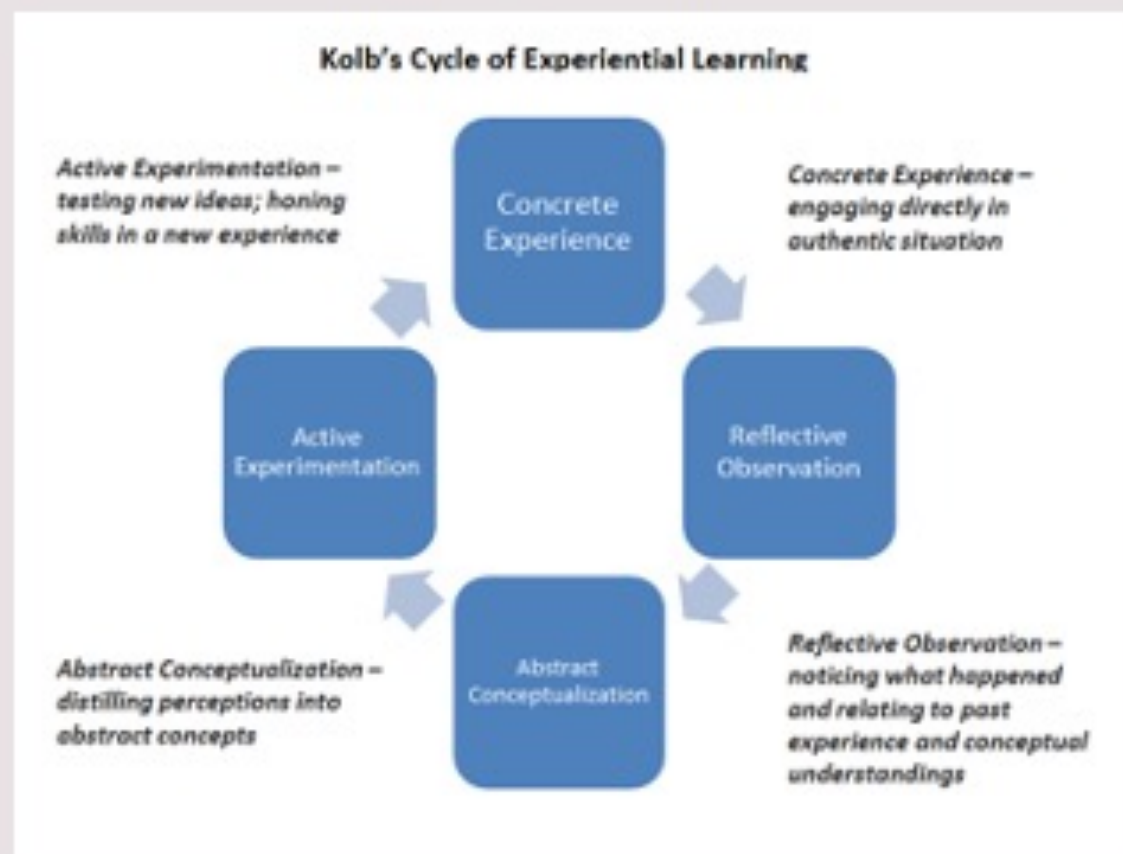 Kolb's Cycle of Experiential Learning
Active Experimentation –
testing new ideas; honing
skills in a new experience
Concrete
Experience
Concrete Experience –
engaging directly in
authentic situation
Active
Experimentation
Reflective
Observation
Abstract Conceptualization –
distilling perceptions into
abstract concepts
Abstract
Conceptualization
Reflective Observation –
noticing what happened
and relating to past
experience and conceptual
understandings